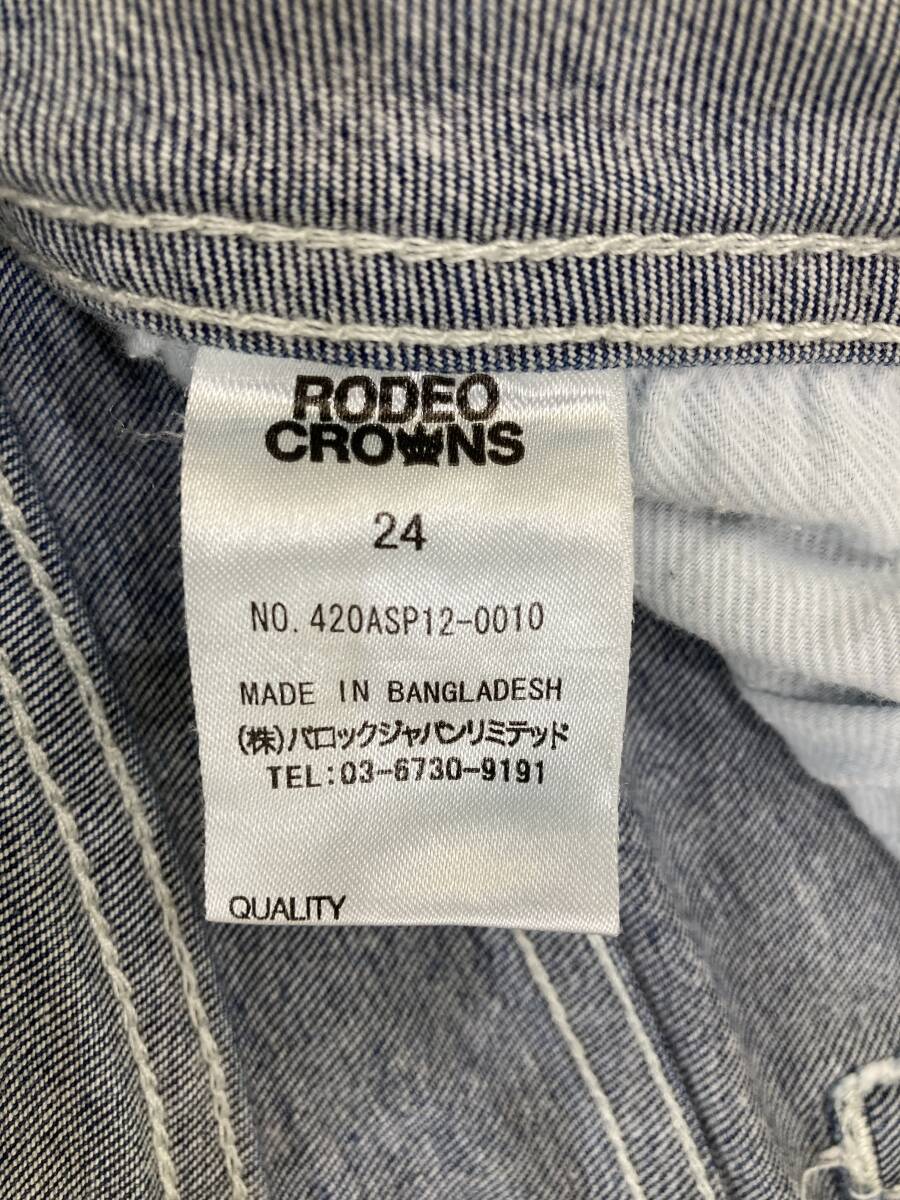 RODEO
CROWNS
24
NO. 420ASP12-0010
MADE IN BANGLADESH
(株)バロックジャパンリミテッド
TEL:03-6730-9191
QUALITY